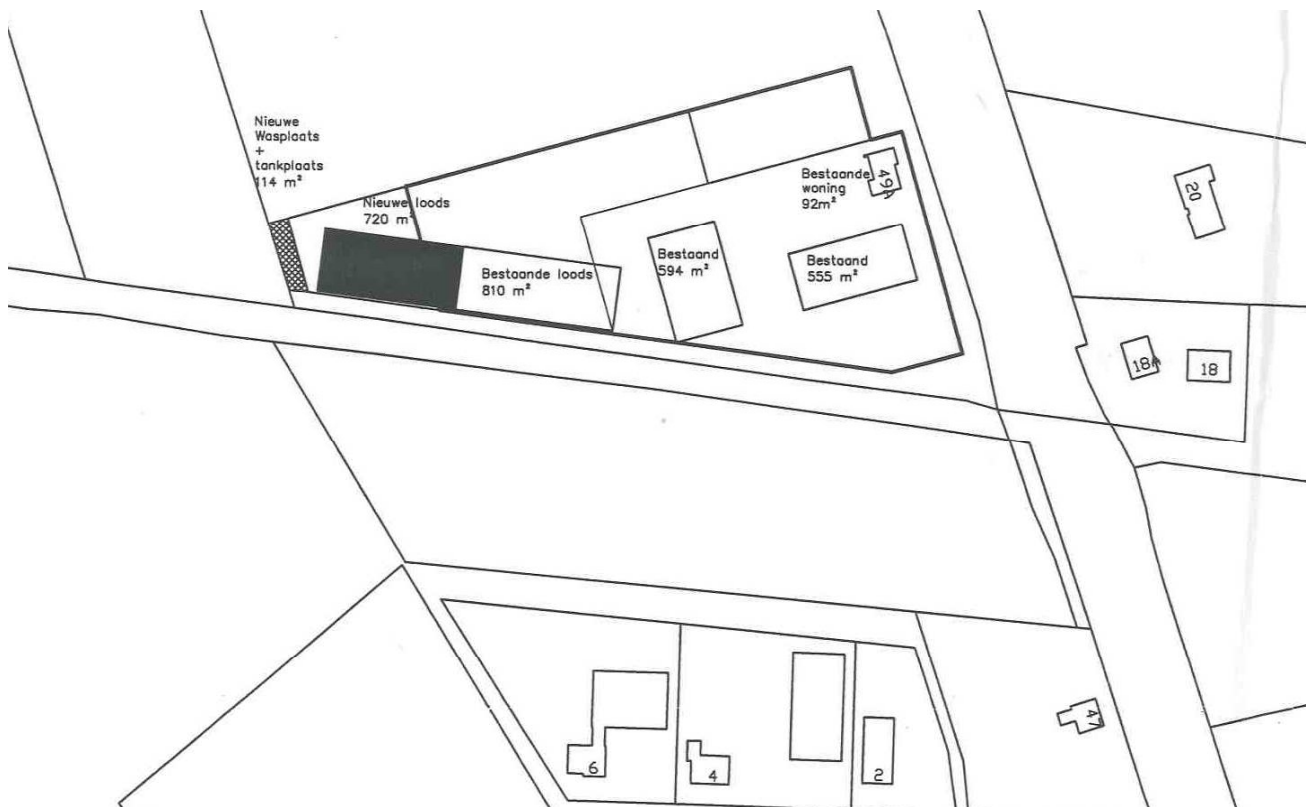 Nieuwe
Wasplaats
+
tankplaats
114 m²
Nieuwe loods
720 m²
Bestaande loods
810 m²
Bestaand
594 m²
Bestaand
555 m²
Bestaande
woning
92m²
49A
20
18A
18
47
6
4
2